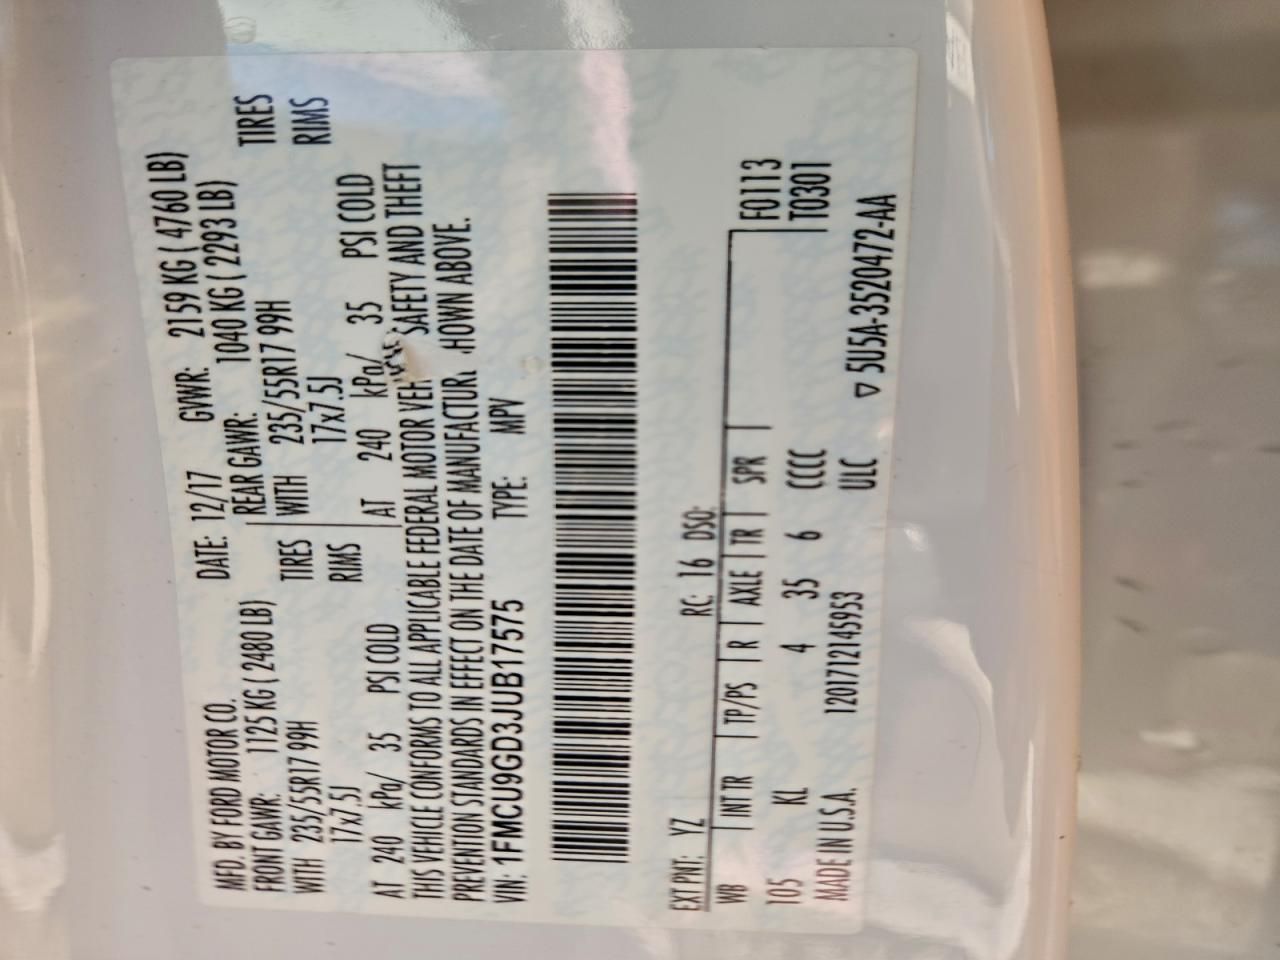 MFD. BY FORD MOTOR CO. DATE: 12/17 GVWR: 2159 KG ( 4760 LB)
FRONT GAWR: 1125 KG ( 2480 LB) REAR GAWR: 1040 KG ( 2293 LB)
WITH 235/55R17 99H TIRES WITH 235/55R17 99H TIRES
17x7.5J RIMS 17x7.5J RIMS
AT 240 kPa/ 35 PSI COLD AT 240 kPa/ 35 PSI COLD
THIS VEHICLE CONFORMS TO ALL APPLICABLE FEDERAL MOTOR SAFETY AND THEFT
PREVENTION STANDARDS IN EFFECT ON THE DATE OF ABOVE.
VIN: 1FMCU9GD3JUB17575 TYPE: MPV
EXT PNT: YZ RC: 16 DSO:
WB INT TR TP/PS R AXLE TR SPR F0113
105 KL 4 35 6 CCCC T0301
MADE IN U.S.A. 1201712145953 ULC ▽ 5U5A-3520472-AA